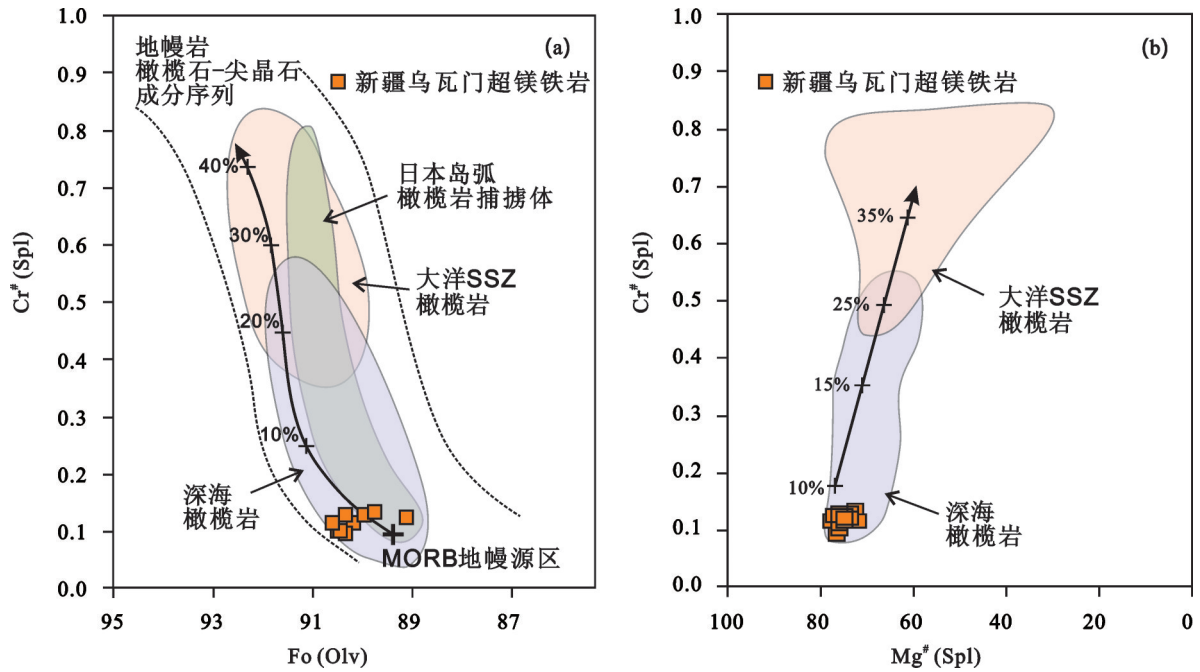 (a)
地幔岩
橄榄石-尖晶石
成分序列
新疆乌瓦门超镁铁岩
日本岛弧
橄榄岩捕掳体
大洋SSZ
橄榄岩
40%
30%
20%
10%
深海
橄榄岩
MORB地幔源区
1.0
0.9
0.8
0.7
0.6
0.5
0.4
0.3
0.2
0.1
0.0
Cr# (Spl)
95
93
91
89
87
Fo (Olv)
(b)
新疆乌瓦门超镁铁岩
35%
25%
15%
10%
大洋SSZ
橄榄岩
深海
橄榄岩
1.0
0.9
0.8
0.7
0.6
0.5
0.4
0.3
0.2
0.1
0.0
Cr# (Spl)
100
80
60
40
20
0
Mg# (Spl)